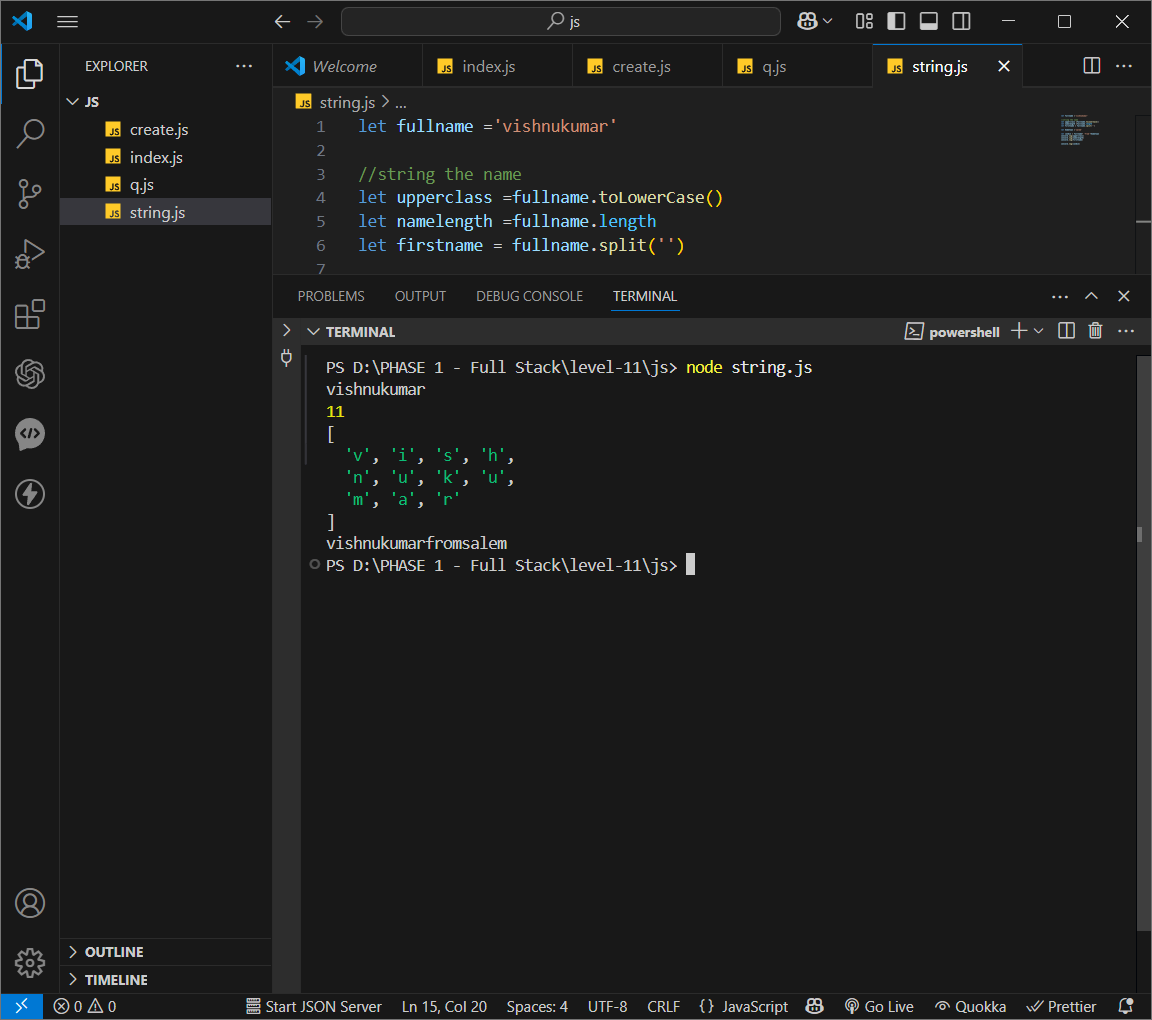 js
EXPLORER
Welcome
index.js
create.js
q.js
string.js
JS
create.js
index.js
q.js
string.js
string.js > ...
1 let fullname ='vishnukumar'
2
3 //string the name
4 let upperclass =fullname.toLowerCase()
5 let namelength =fullname.length
6 let firstname = fullname.split('')
7
PROBLEMS OUTPUT DEBUG CONSOLE TERMINAL
TERMINAL
powershell
PS D:\PHASE 1 - Full Stack\level-11\js> node string.js
vishnukumar
11
[
'v', 'i', 's', 'h',
'n', 'u', 'k', 'u',
'm', 'a', 'r'
]
vishnukumarfromsalem
PS D:\PHASE 1 - Full Stack\level-11\js>
OUTLINE
TIMELINE
0 0 Start JSON Server Ln 15, Col 20 Spaces: 4 UTF-8 CRLF {} JavaScript Go Live Quokka Prettier